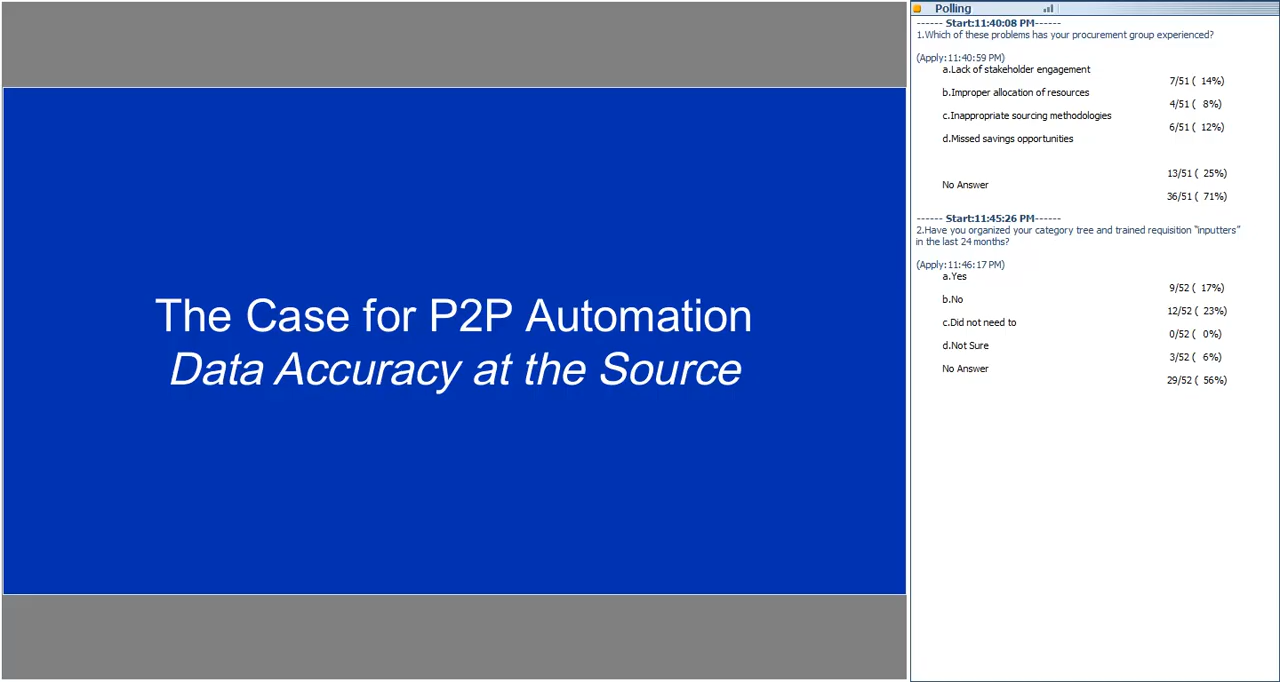 The Case for P2P Automation
Data Accuracy at the Source
Polling
------ Start:11:40:08 PM------
1.Which of these problems has your procurement group experienced?
(Apply:11:40:59 PM)
a.Lack of stakeholder engagement
7/51 ( 14%)
b.Improper allocation of resources
4/51 ( 8%)
c.Inappropriate sourcing methodologies
6/51 ( 12%)
d.Missed savings opportunities
13/51 ( 25%)
No Answer
36/51 ( 71%)
------ Start:11:45:26 PM------
2.Have you organized your category tree and trained requisition “inputters”
in the last 24 months?
(Apply:11:46:17 PM)
a.Yes
9/52 ( 17%)
b.No
12/52 ( 23%)
c.Did not need to
0/52 ( 0%)
d.Not Sure
3/52 ( 6%)
No Answer
29/52 ( 56%)